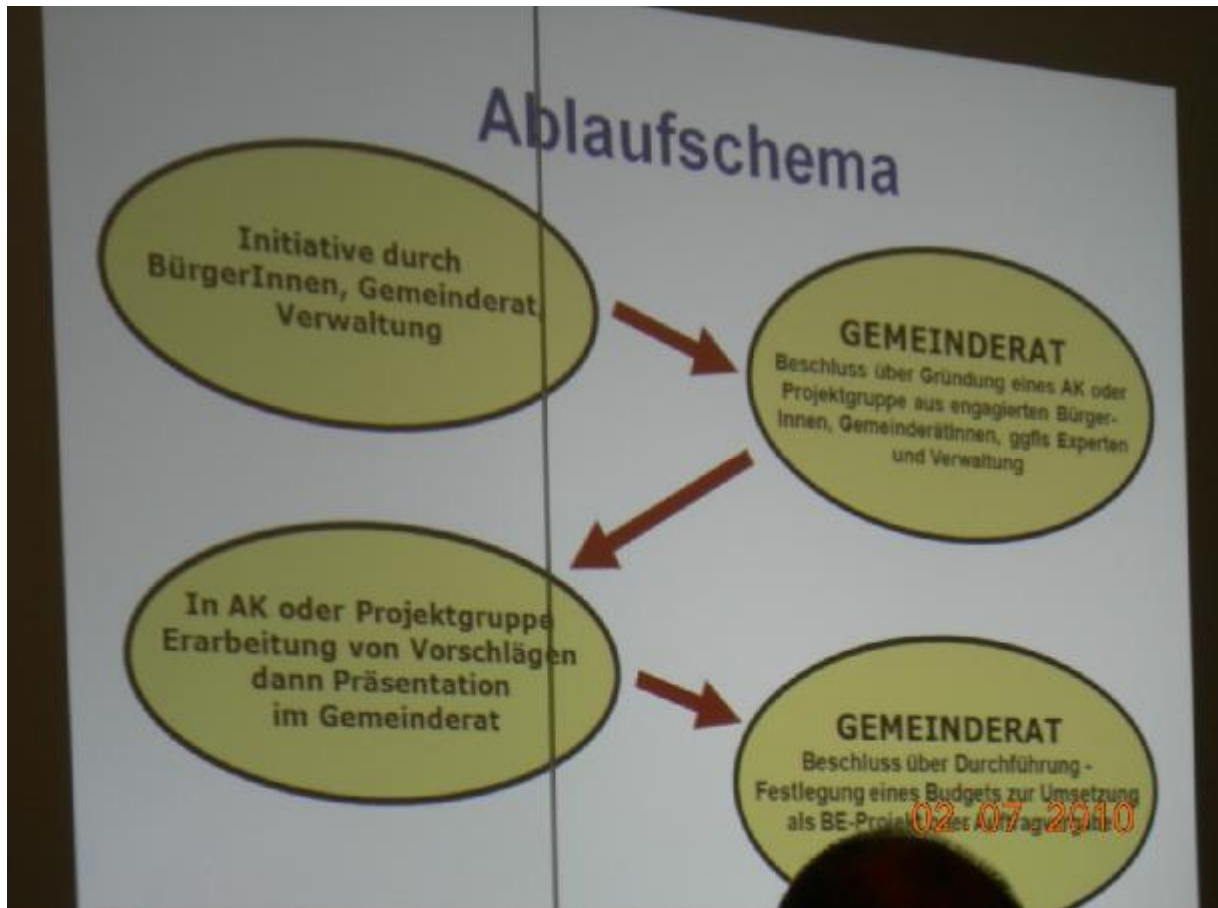 Ablaufschema
Initiative durch
BürgerInnen, Gemeinderat,
Verwaltung
GEMEINDERAT
Beschluss über Gründung eines AK oder
Projektgruppe aus engagierten Bürger-
Innen, GemeinderätInnen, ggfls Experten
und Verwaltung
In AK oder Projektgruppe
Erarbeitung von Vorschlägen
dann Präsentation
im Gemeinderat
GEMEINDERAT
Beschluss über Durchführung -
Festlegung eines Budgets zur Umsetzung
als BE-Projekt oder Auftragvergabe
02.07.2010